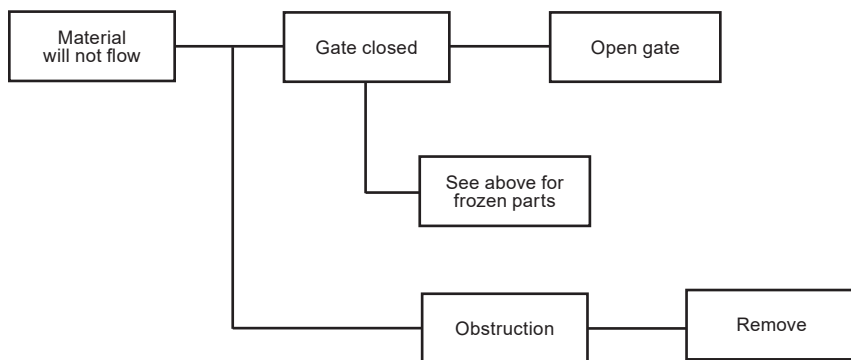 Material
will not flow
Gate closed
Open gate
See above for
frozen parts
Obstruction
Remove